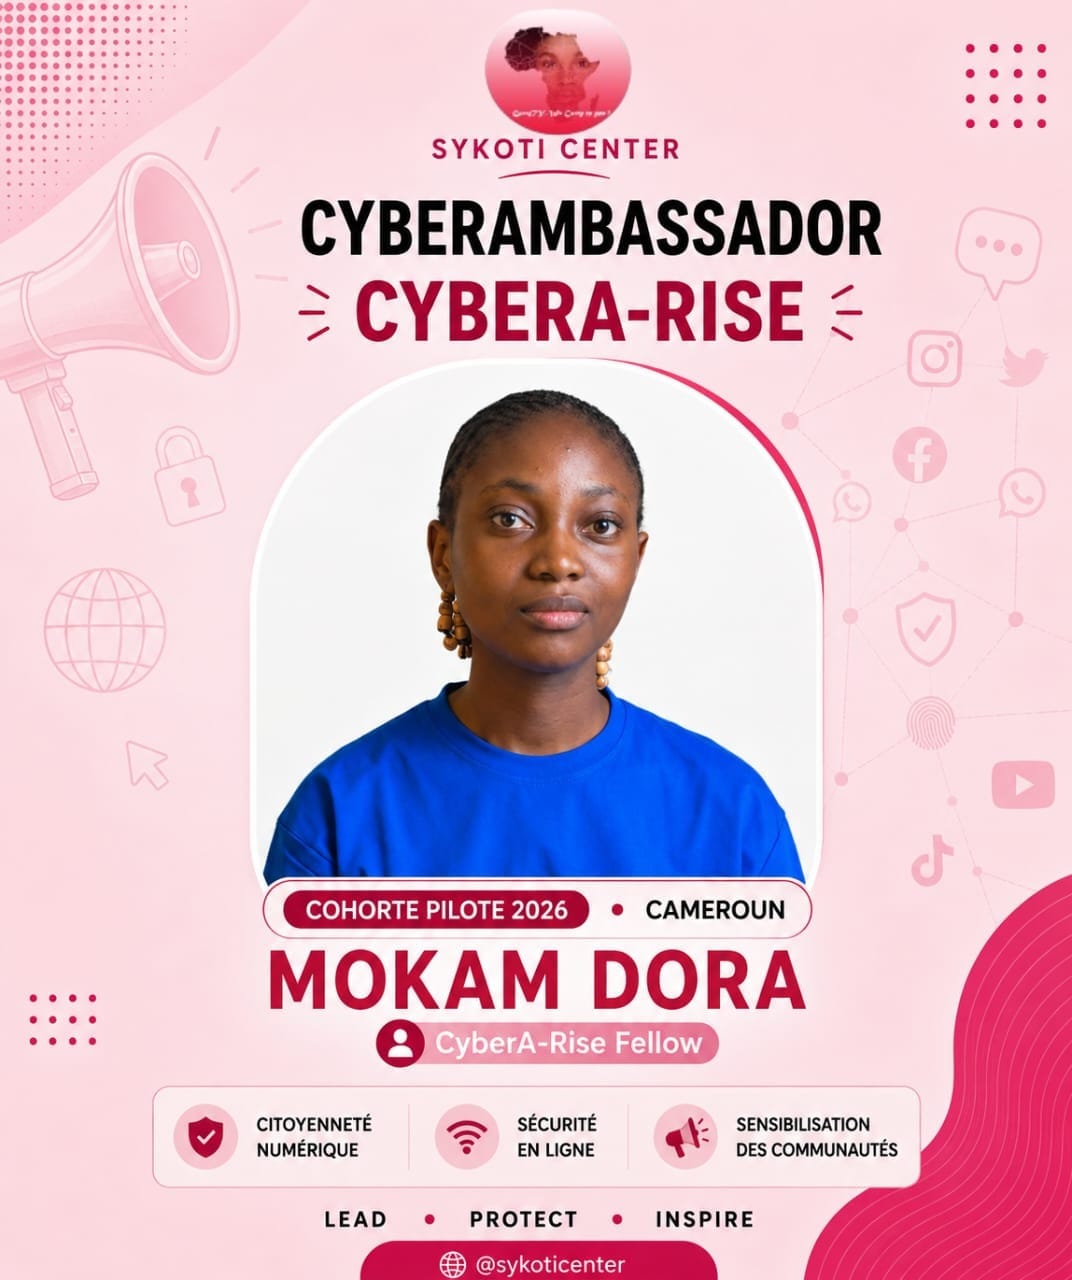 SYKOTI CENTER
CYBERAMBASSADOR
CYBERA-RISE
COHORTE PILOTE 2026 • CAMEROUN
MOKAM DORA
CyberA-Rise Fellow
CITOYENNETÉ
NUMÉRIQUE
SÉCURITÉ
EN LIGNE
SENSIBILISATION
DES COMMUNAUTÉS
LEAD • PROTECT • INSPIRE
@sykoticenter